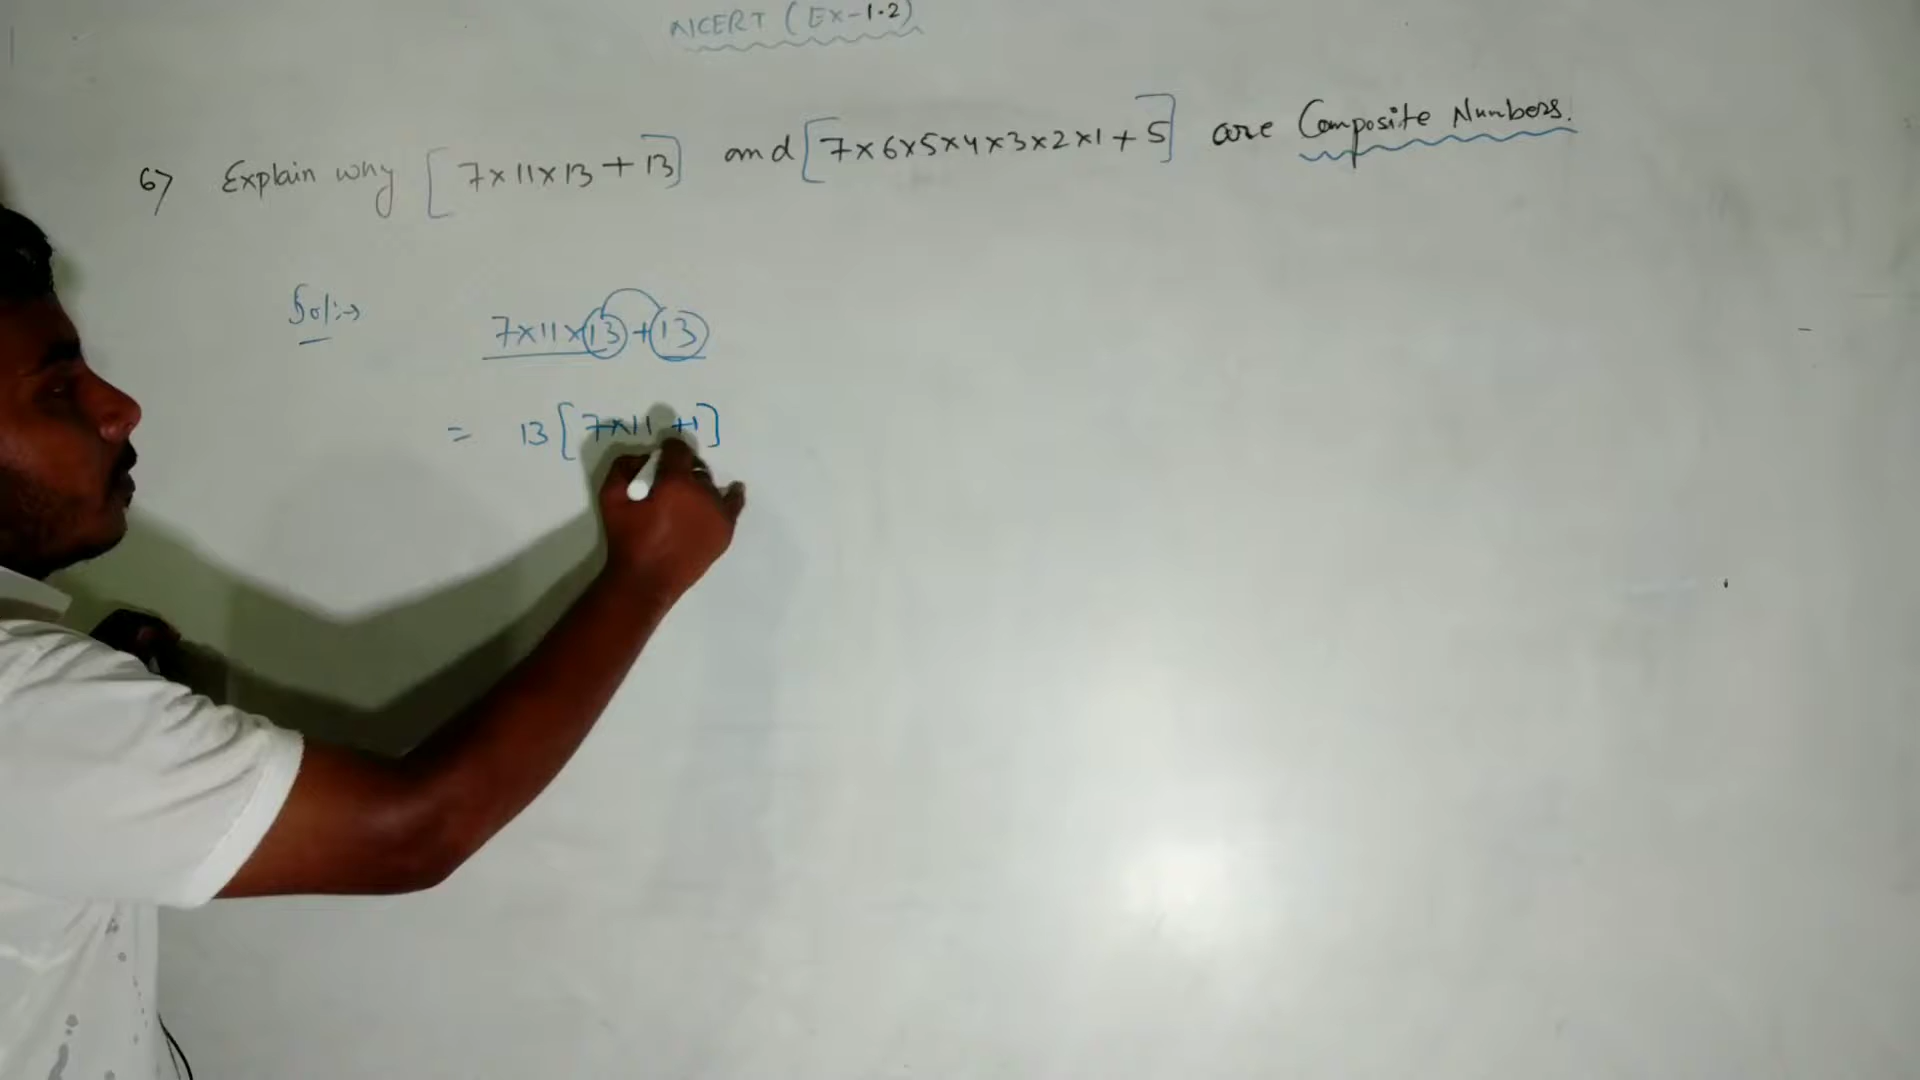 NCERT (Ex-1.2)
6) Explain why [7×11×13+13] and [7×6×5×4×3×2×1+5] are Composite Numbers.
Sol:→ 7×11×13+13
= 13[7×11+1]